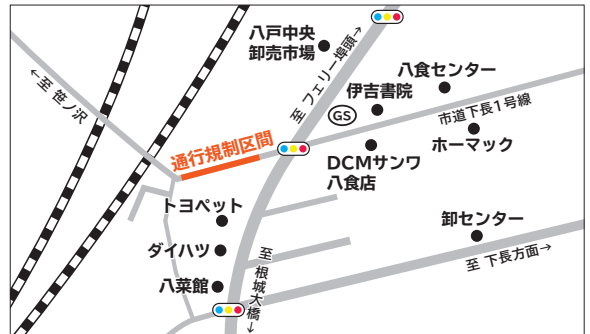 八戸中央
卸売市場
至 フェリー埠頭→
←至 笹ノ沢
八食センター
伊吉書院
GS
市道下長1号線
ホーマック
通行規制区間
DCMサンワ
八食店
トヨペット
卸センター
ダイハツ
至 根城大橋→
至 下長方面→
八菜館